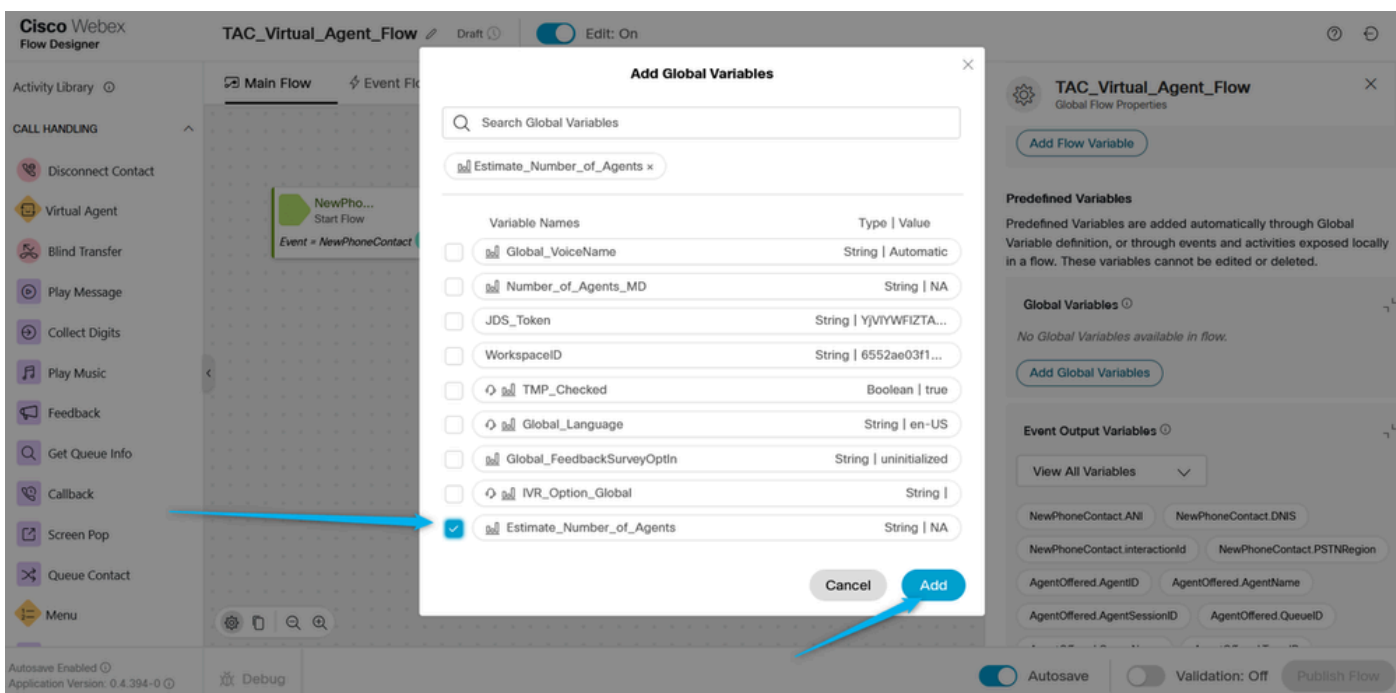 Cisco Webex
Flow Designer
TAC_Virtual_Agent_Flow
Draft
Edit: On
Activity Library
CALL HANDLING
Disconnect Contact
Virtual Agent
Blind Transfer
Play Message
Collect Digits
Play Music
Feedback
Get Queue Info
Callback
Screen Pop
Queue Contact
Menu
Autosave Enabled
Application Version: 0.4.394-0
Main Flow
Event Flo
NewPho...
Start Flow
Event = NewPhoneContact
Debug
Add Global Variables
Search Global Variables
Estimate_Number_of_Agents ×
Variable Names
Type | Value
Global_VoiceName
String | Automatic
Number_of_Agents_MD
String | NA
JDS_Token
String | YjVlYWFlZTA...
WorkspaceID
String | 6552ae03f1...
TMP_Checked
Boolean | true
Global_Language
String | en-US
Global_FeedbackSurveyOptIn
String | uninitialized
IVR_Option_Global
String |
Estimate_Number_of_Agents
String | NA
Cancel
Add
TAC_Virtual_Agent_Flow
Global Flow Properties
Add Flow Variable
Predefined Variables
Predefined Variables are added automatically through Global
Variable definition, or through events and activities exposed locally
in a flow. These variables cannot be edited or deleted.
Global Variables
No Global Variables available in flow.
Add Global Variables
Event Output Variables
View All Variables
NewPhoneContact.ANI
NewPhoneContact.DNIS
NewPhoneContact.interactionId
NewPhoneContact.PSTNRegion
AgentOffered.AgentID
AgentOffered.AgentName
AgentOffered.AgentSessionID
AgentOffered.QueueID
Autosave
Validation: Off
Publish Flow